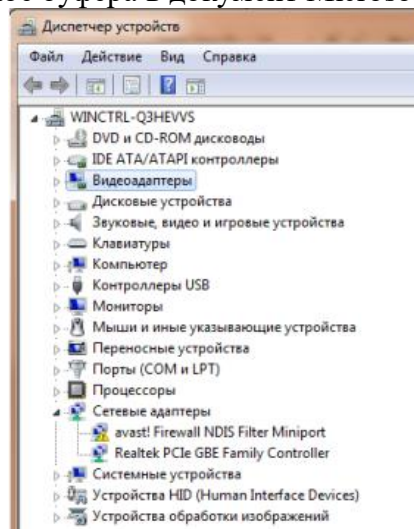 буфера в документ Microso
Диспетчер устройств
Файл Действие Вид Справка
WINCTRL-Q3HEVVS
DVD и CD-ROM дисководы
IDE ATA/ATAPI контроллеры
Видеоадаптеры
Дисковые устройства
Звуковые, видео и игровые устройства
Клавиатуры
Компьютер
Контроллеры USB
Мониторы
Мыши и иные указывающие устройства
Переносные устройства
Порты (COM и LPT)
Процессоры
Сетевые адаптеры
avast! Firewall NDIS Filter Miniport
Realtek PCIe GBE Family Controller
Системные устройства
Устройства HID (Human Interface Devices)
Устройства обработки изображений